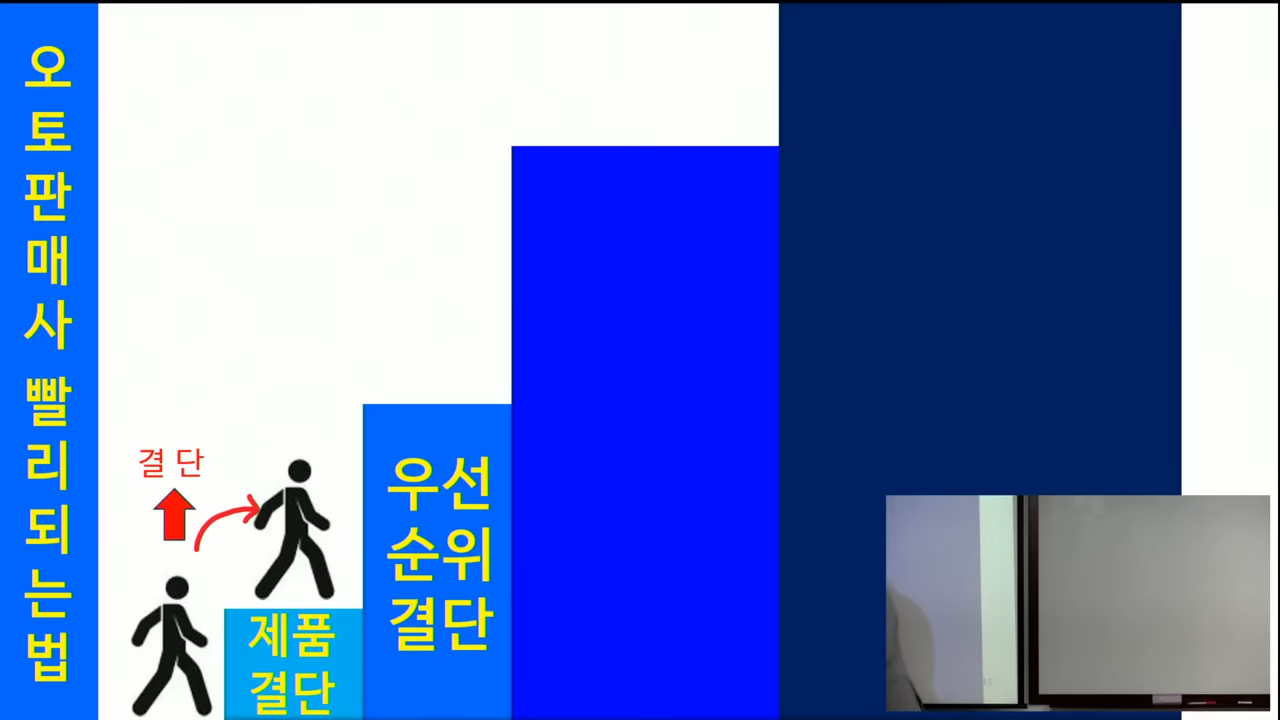 오토판매사 빨리되는법
결 단
제품
결단
우선
순위
결단